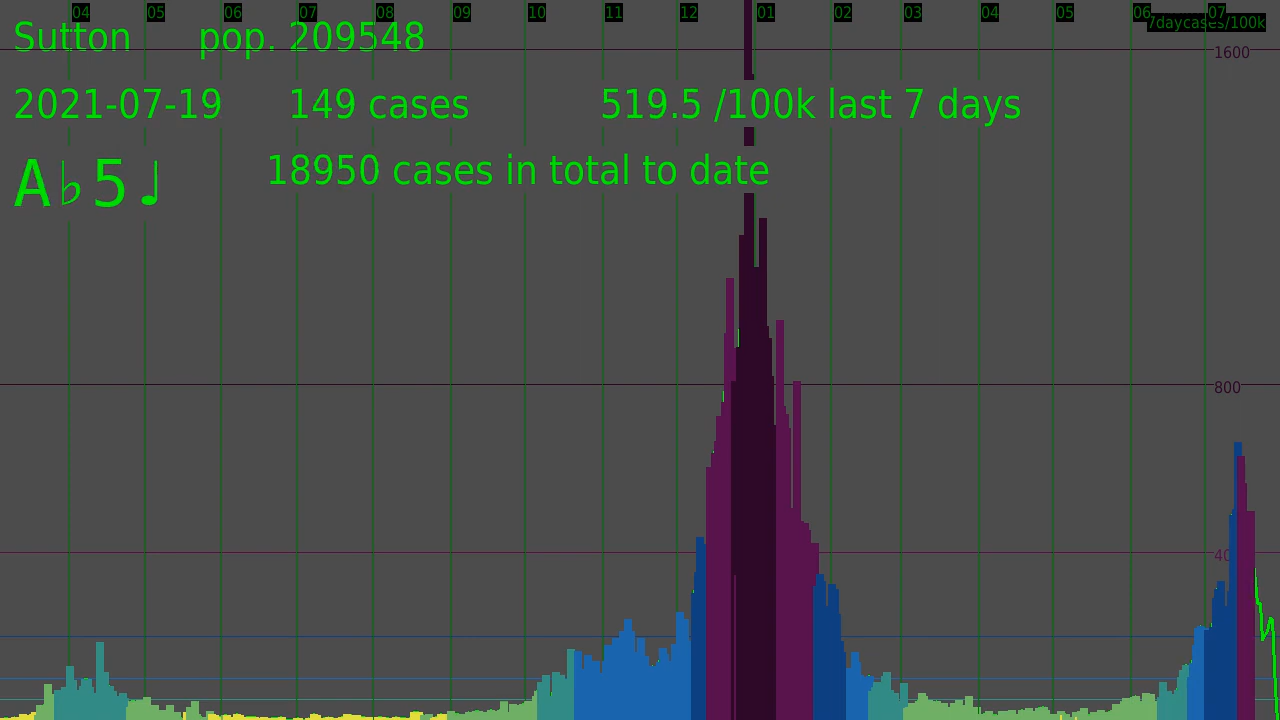 04 05 06 07 08 09 10 11 12 01 02 03 04 05 06 07
7daycases/100k
Sutton pop. 209548
1600
2021-07-19 149 cases 519.5 /100k last 7 days
A♭5♩ 18950 cases in total to date
800